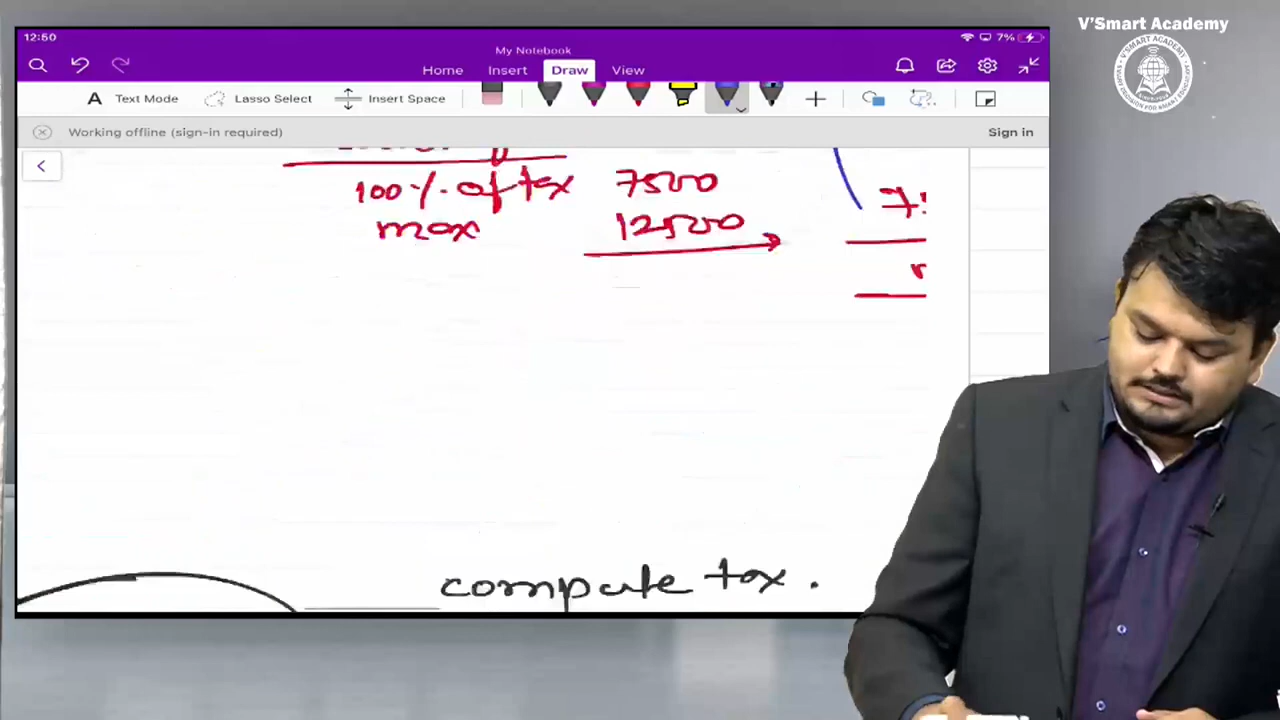 V'SMART ACADEMY
12:50
7%
My Notebook
Home Insert Draw View
A Text Mode Lasso Select Insert Space
Working offline (sign-in required) Sign in
100% of tax 7500
max 12500
compute tax.